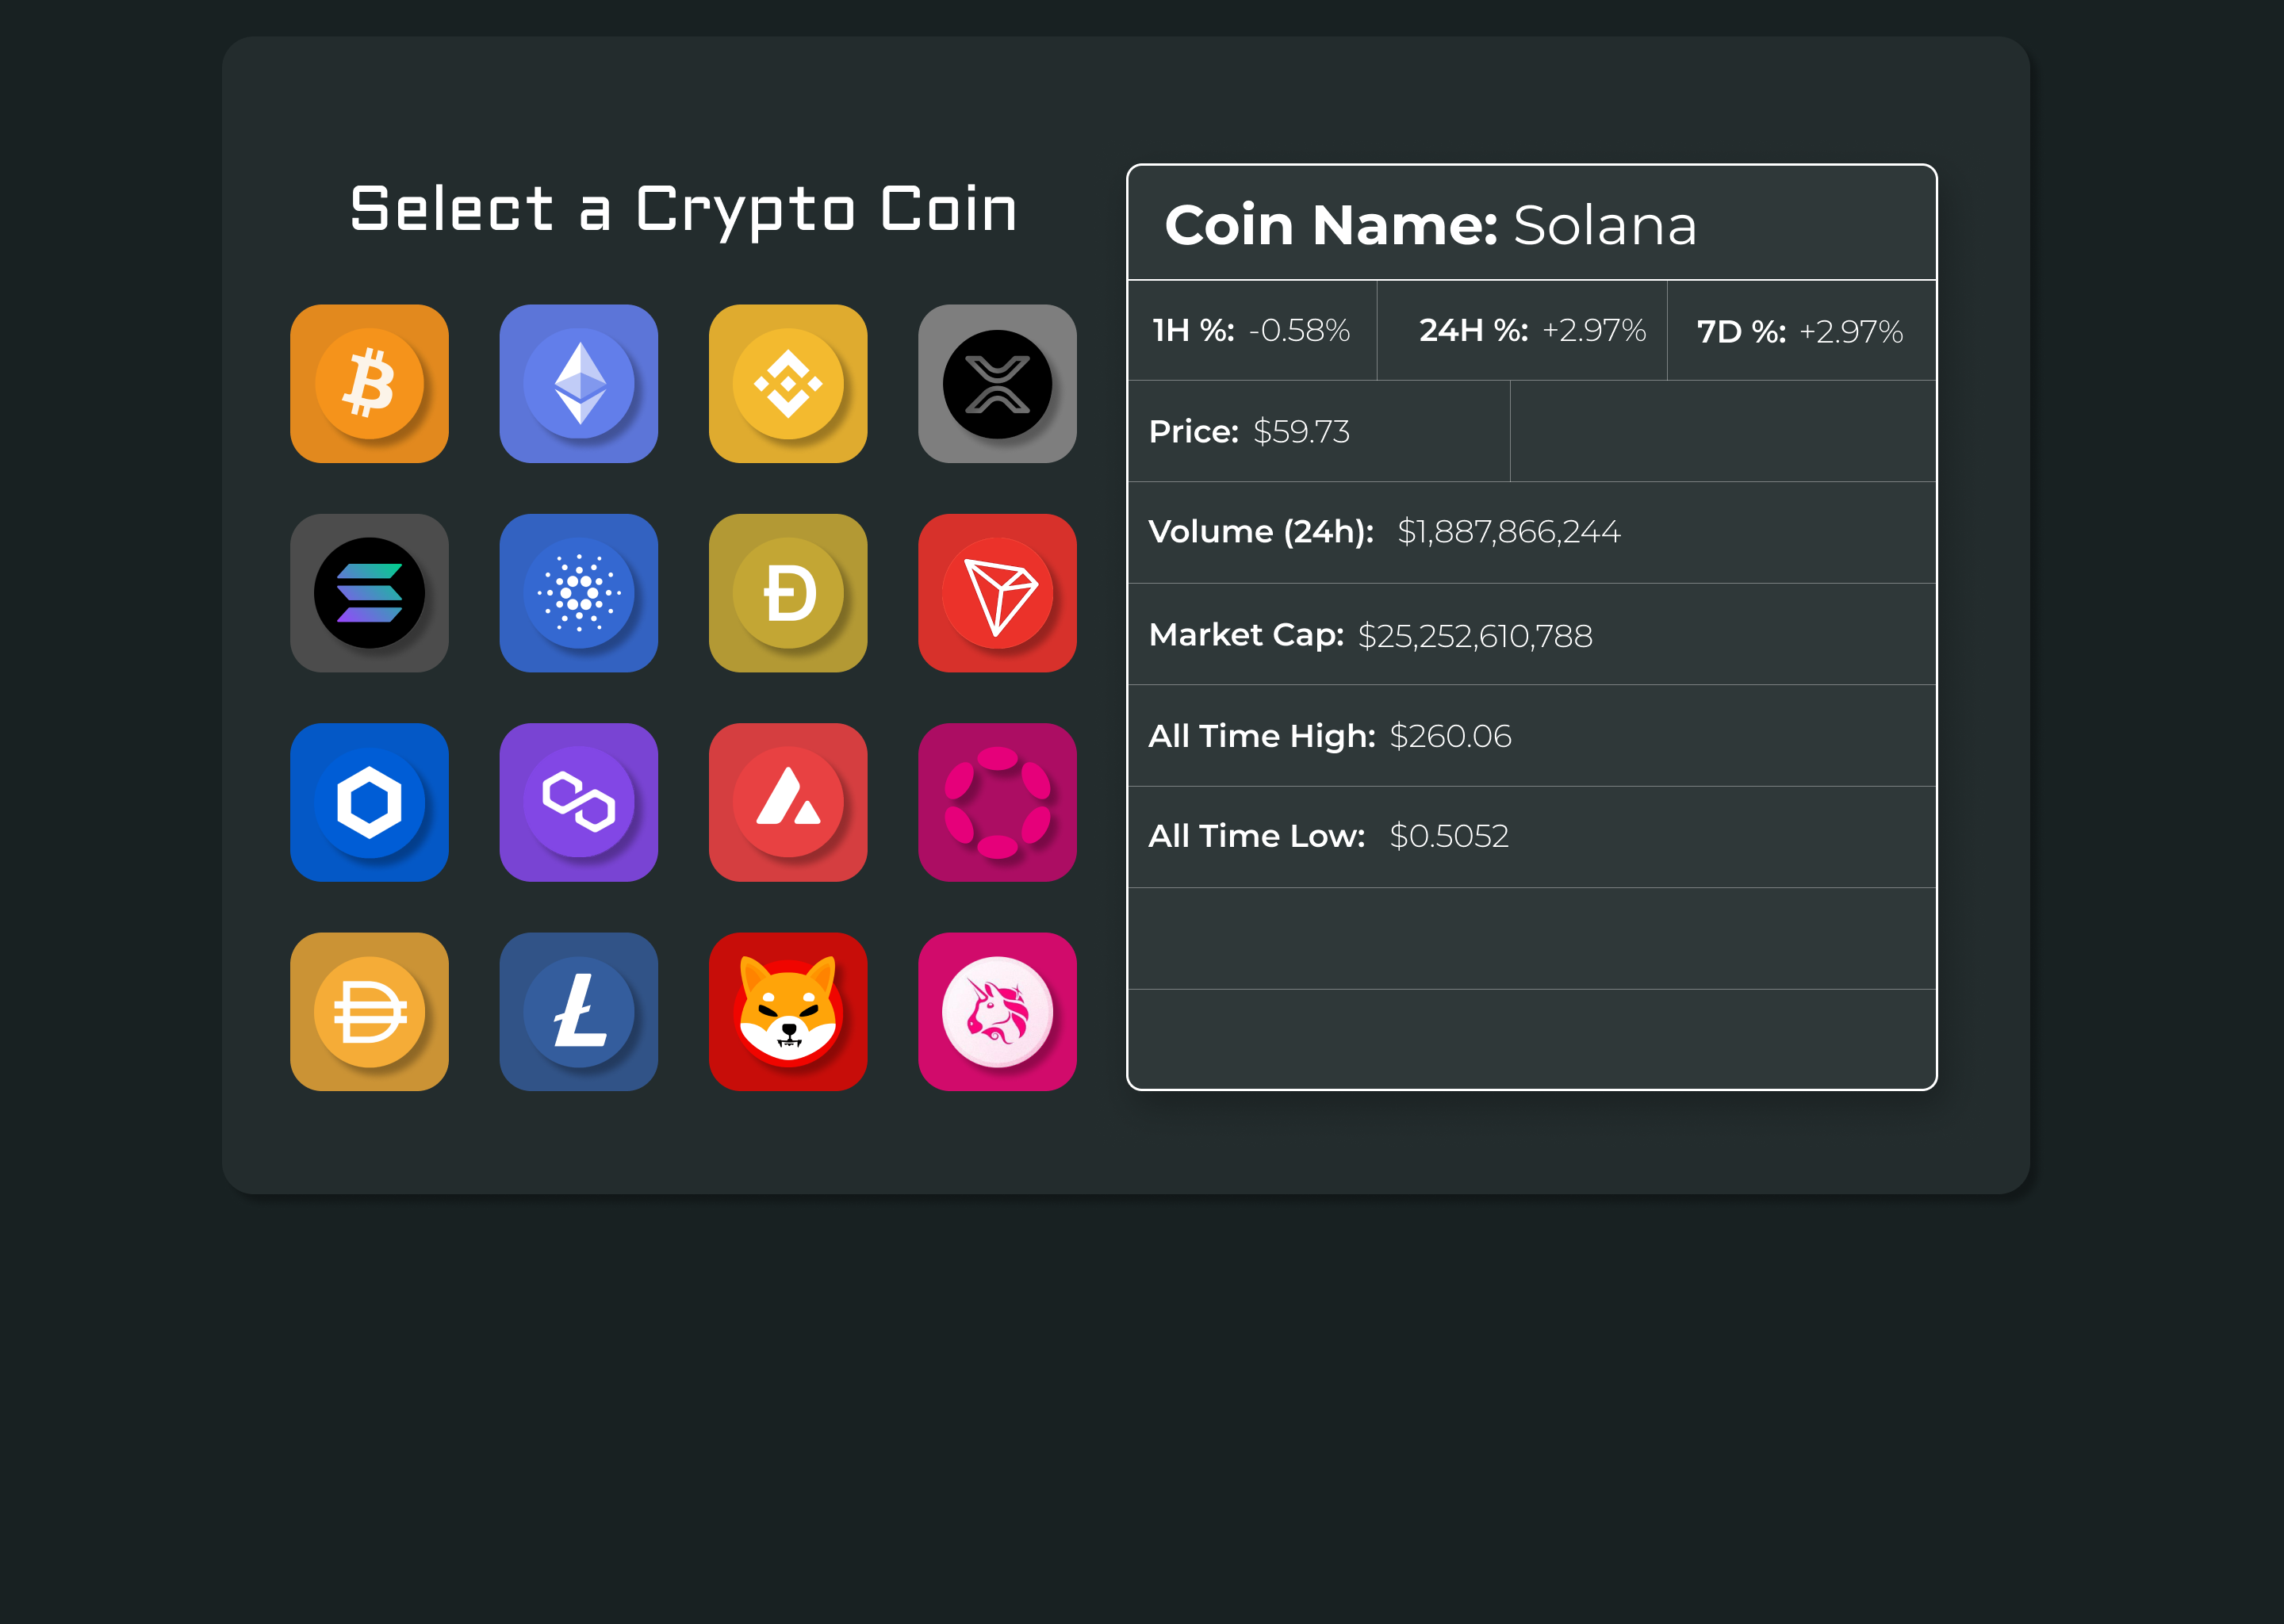 Select a Crypto Coin
Coin Name: Solana
1H %: -0.58% 24H %: +2.97% 7D %: +2.97%
Price: $59.73
Volume (24h): $1,887,866,244
Market Cap: $25,252,610,788
All Time High: $260.06
All Time Low: $0.5052